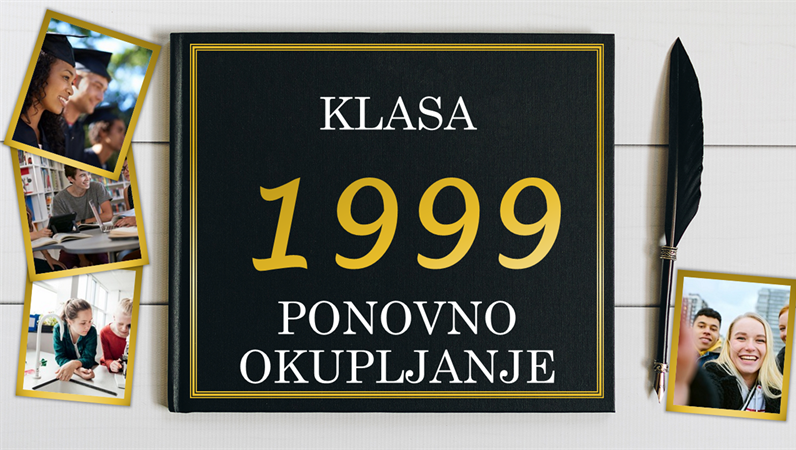 KLASA
1999
PONOVNO
OKUPLJANJE